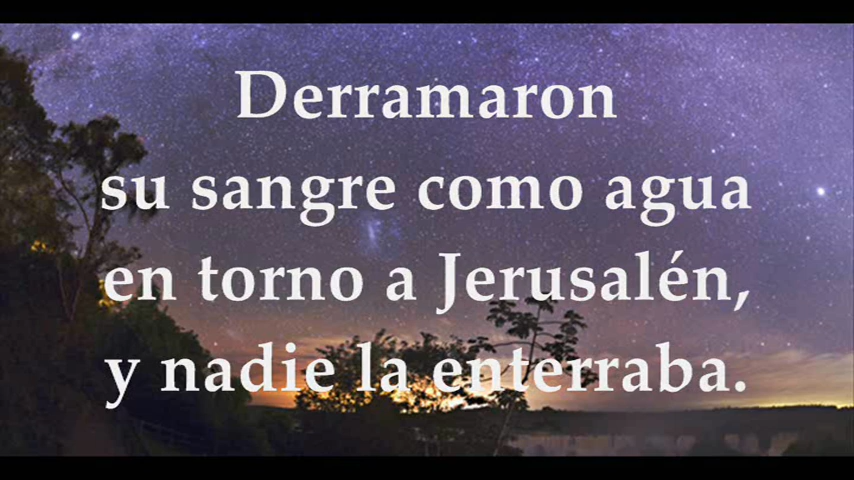 Derramaron
su sangre como agua
en torno a Jerusalén,
y nadie la enterraba.